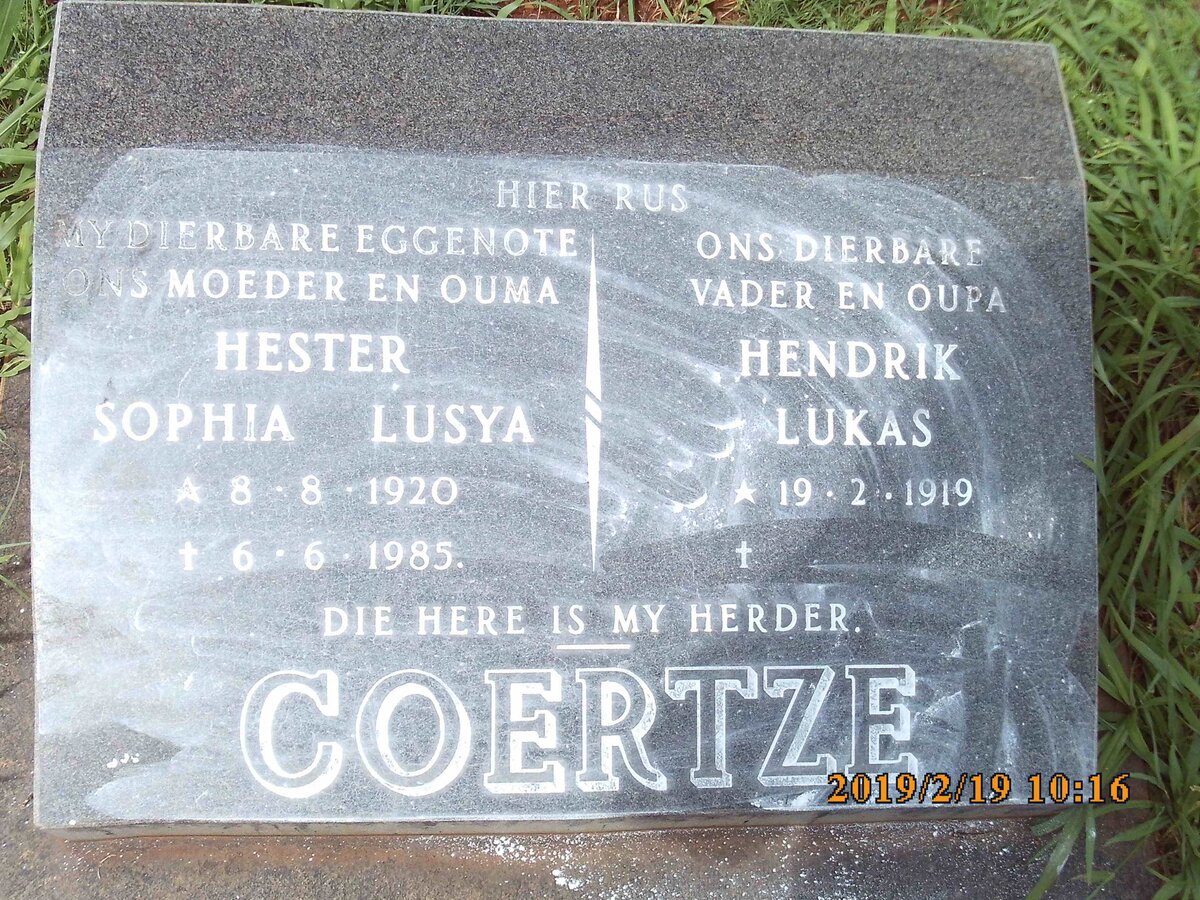 HIER RUS
MY DIERBARE EGGENOTE
ONS MOEDER EN OUMA
HESTER
SOPHIA LUSYA
★ 8 · 8 · 1920
† 6 · 6 · 1985.
ONS DIERBARE
VADER EN OUPA
HENDRIK
LUKAS
★ 19 · 2 · 1919
†
DIE HERE IS MY HERDER.
COERTZE
2019/2/19 10:16